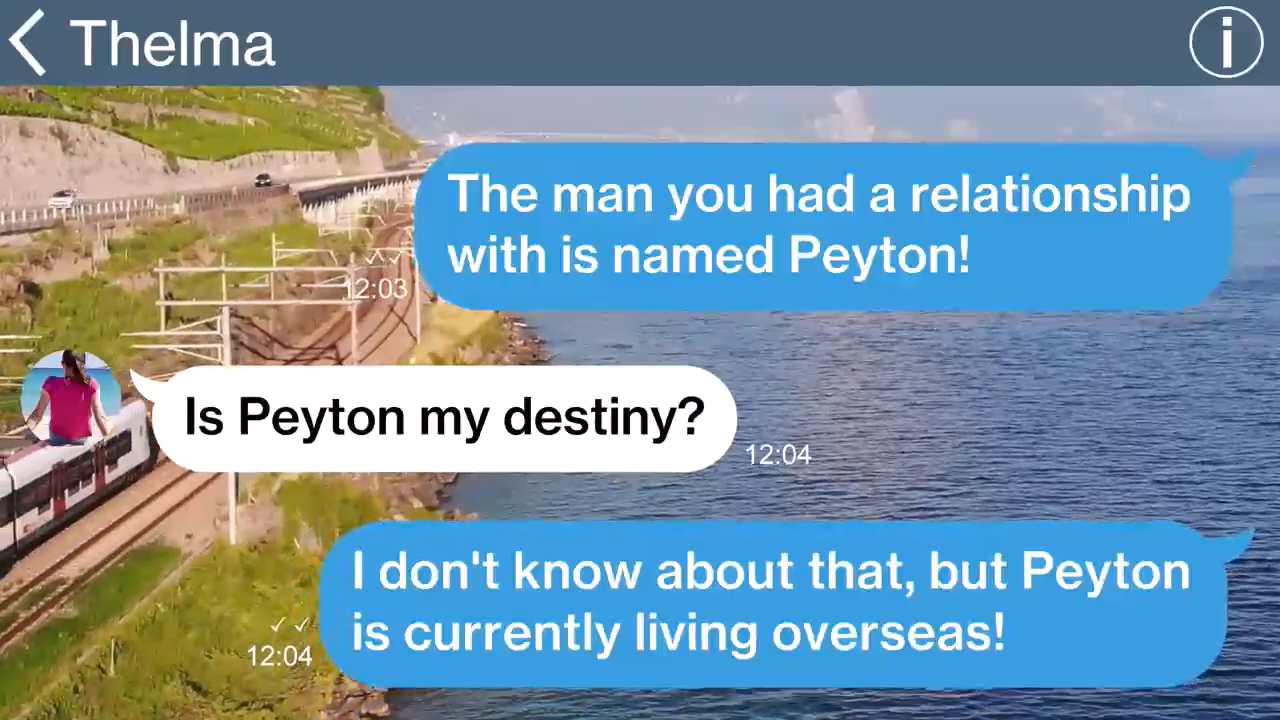 Thelma
The man you had a relationship
with is named Peyton!
12:03
Is Peyton my destiny?
12:04
I don't know about that, but Peyton
is currently living overseas!
12:04